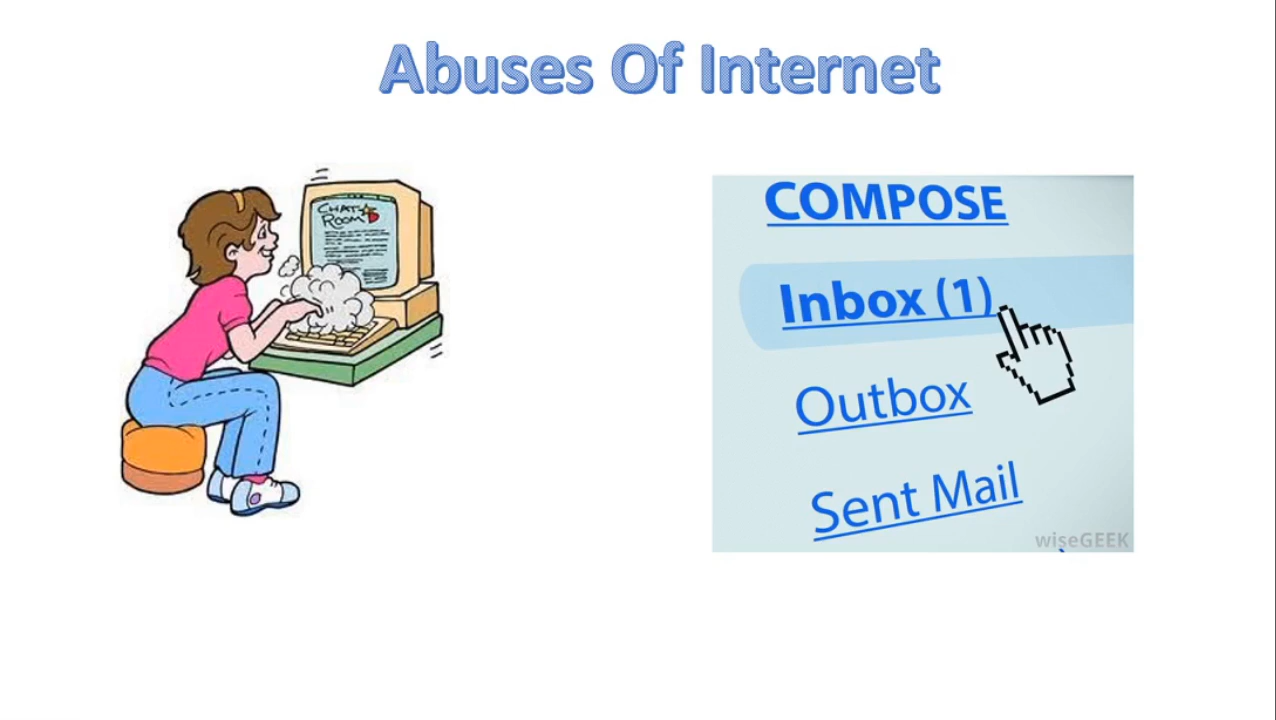 Abuses Of Internet
CHAT
ROOM
COMPOSE
Inbox (1)
Outbox
Sent Mail
wiseGEEK